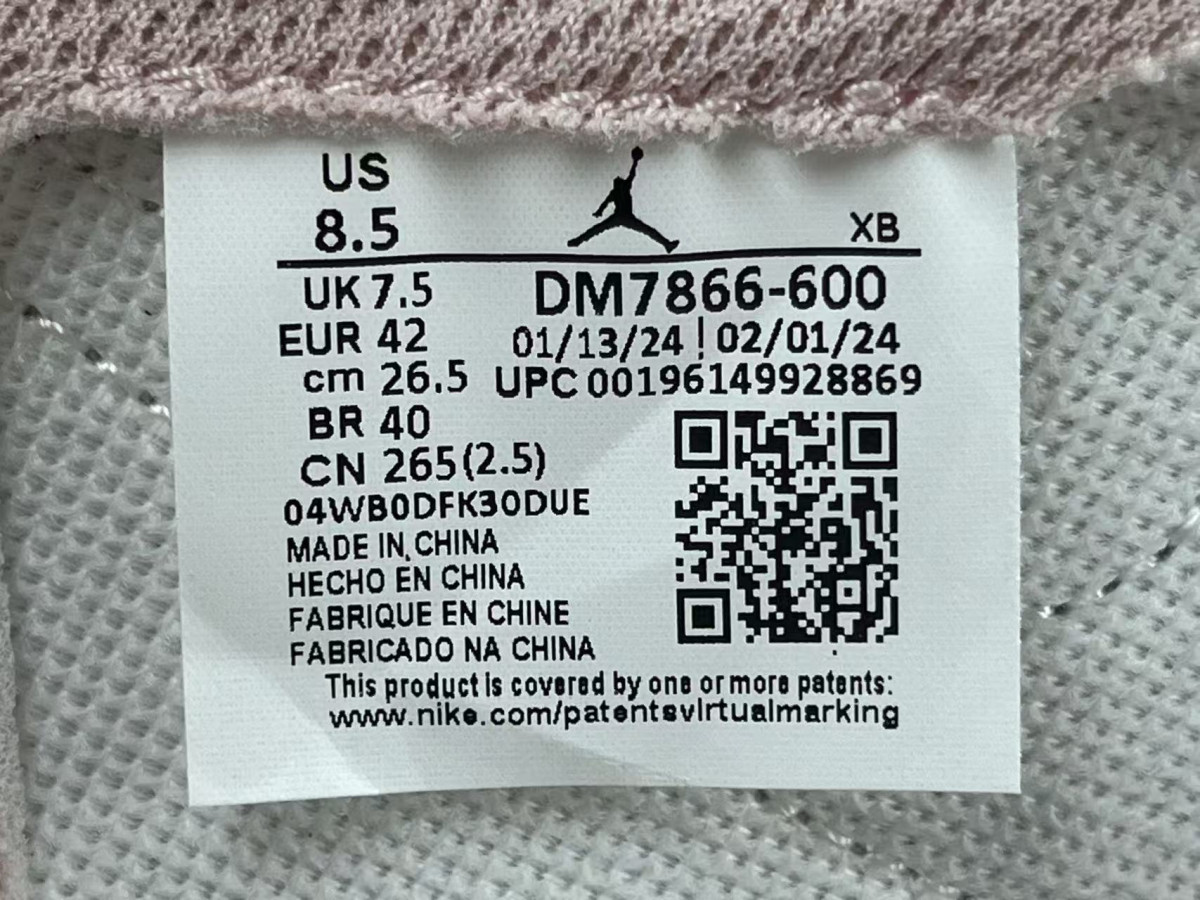 US
8.5
XB
UK 7.5
DM7866-600
EUR 42
01/13/24 | 02/01/24
cm 26.5
UPC 00196149928869
BR 40
CN 265(2.5)
04WB0DFK30DUE
MADE IN CHINA
HECHO EN CHINA
FABRIQUE EN CHINE
FABRICADO NA CHINA
This product is covered by one or more patents:
www.nike.com/patentsvirtualmarking